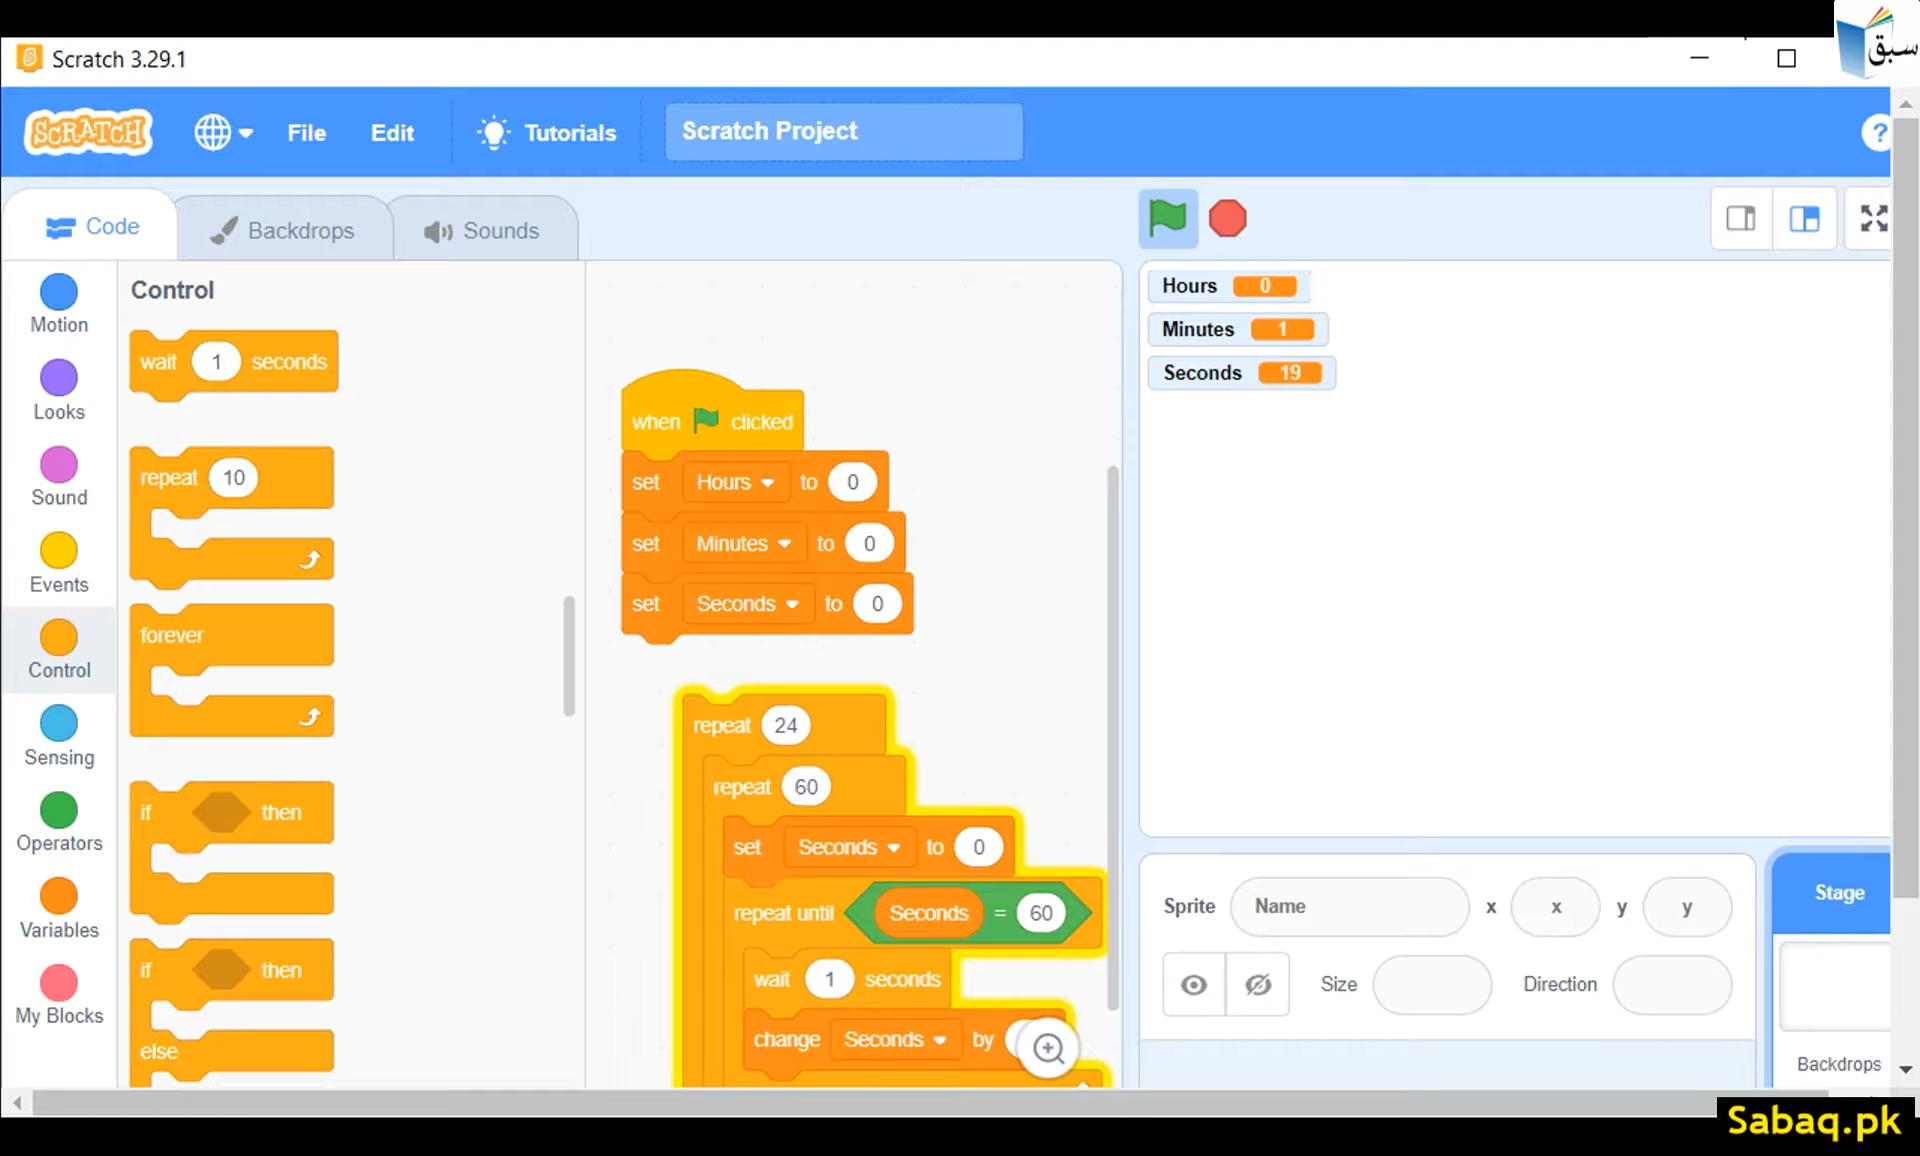 سبق
Scratch 3.29.1
SCRATCH
File
Edit
Tutorials
Scratch Project
?
Code
Backdrops
Sounds
Motion
Looks
Sound
Events
Control
Sensing
Operators
Variables
My Blocks
Control
wait 1 seconds
repeat 10
forever
if then
if then
else
when clicked
set Hours to 0
set Minutes to 0
set Seconds to 0
repeat 24
repeat 60
set Seconds to 0
repeat until Seconds = 60
wait 1 seconds
change Seconds by
Hours 0
Minutes 1
Seconds 19
Sprite Name x x y y
Size Direction
Stage
Backdrops
Sabaq.pk